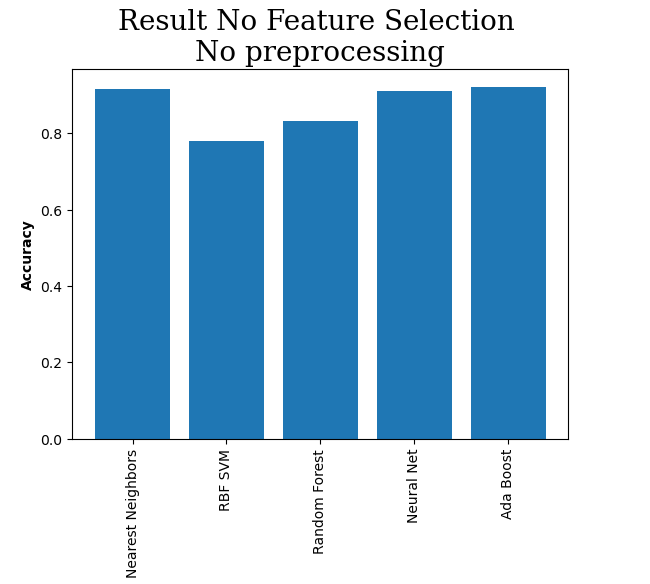 Result No Feature Selection
No preprocessing
0.8
0.6
0.4
0.2
0.0
Accuracy
Nearest Neighbors
RBF SVM
Random Forest
Neural Net
Ada Boost